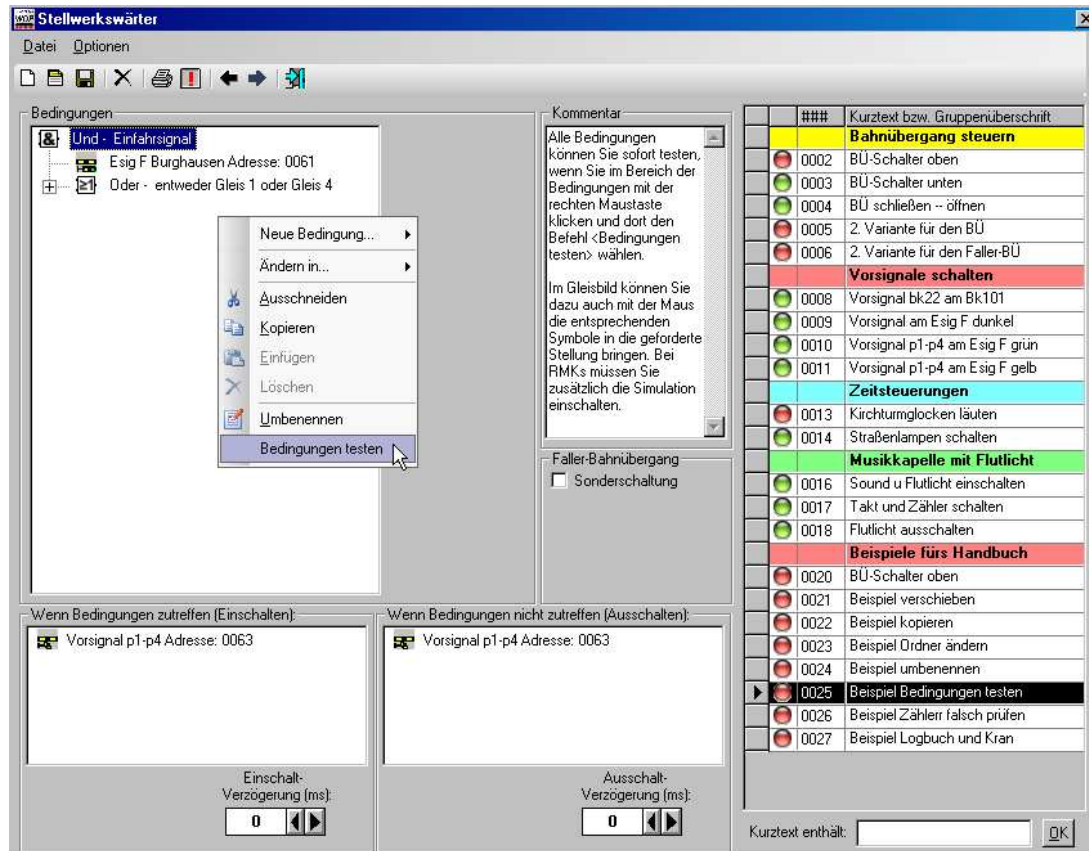 Stellwerkswärter
Datei Optionen
Bedingungen
Und - Einfahrsignal
Esig F Burghausen Adresse: 0061
Oder - entweder Gleis 1 oder Gleis 4
Neue Bedingung...
Ändern in...
Ausschneiden
Kopieren
Einfügen
Löschen
Umbenennen
Bedingungen testen
Kommentar
Alle Bedingungen
können Sie sofort testen,
wenn Sie im Bereich der
Bedingungen mit der
rechten Maustaste
klicken und dort den
Befehl <Bedingungen
testen> wählen.
Im Gleisbild können Sie
dazu auch mit der Maus
die entsprechenden
Symbole in die geforderte
Stellung bringen. Bei
RMKs müssen Sie
zusätzlich die Simulation
einschalten.
Faller-Bahnübergang
Sonderschaltung
Wenn Bedingungen zutreffen (Einschalten):
Vorsignal p1-p4 Adresse: 0063
Einschalt-
Verzögerung (ms):
0
Wenn Bedingungen nicht zutreffen (Ausschalten):
Vorsignal p1-p4 Adresse: 0063
Ausschalt-
Verzögerung (ms):
0
### Kurztext bzw. Gruppenüberschrift
Bahnübergang steuern
0002 BÜ-Schalter oben
0003 BÜ-Schalter unten
0004 BÜ schließen -- öffnen
0005 2. Variante für den BÜ
0006 2. Variante für den Faller-BÜ
Vorsignale schalten
0008 Vorsignal bk22 am Bk101
0009 Vorsignal am Esig F dunkel
0010 Vorsignal p1-p4 am Esig F grün
0011 Vorsignal p1-p4 am Esig F gelb
Zeitsteuerungen
0013 Kirchturmglocken läuten
0014 Straßenlampen schalten
Musikkapelle mit Flutlicht
0016 Sound u Flutlicht einschalten
0017 Takt und Zähler schalten
0018 Flutlicht ausschalten
Beispiele fürs Handbuch
0020 BÜ-Schalter oben
0021 Beispiel verschieben
0022 Beispiel kopieren
0023 Beispiel Ordner ändern
0024 Beispiel umbenennen
0025 Beispiel Bedingungen testen
0026 Beispiel Zählerr falsch prüfen
0027 Beispiel Logbuch und Kran
Kurztext enthält: OK